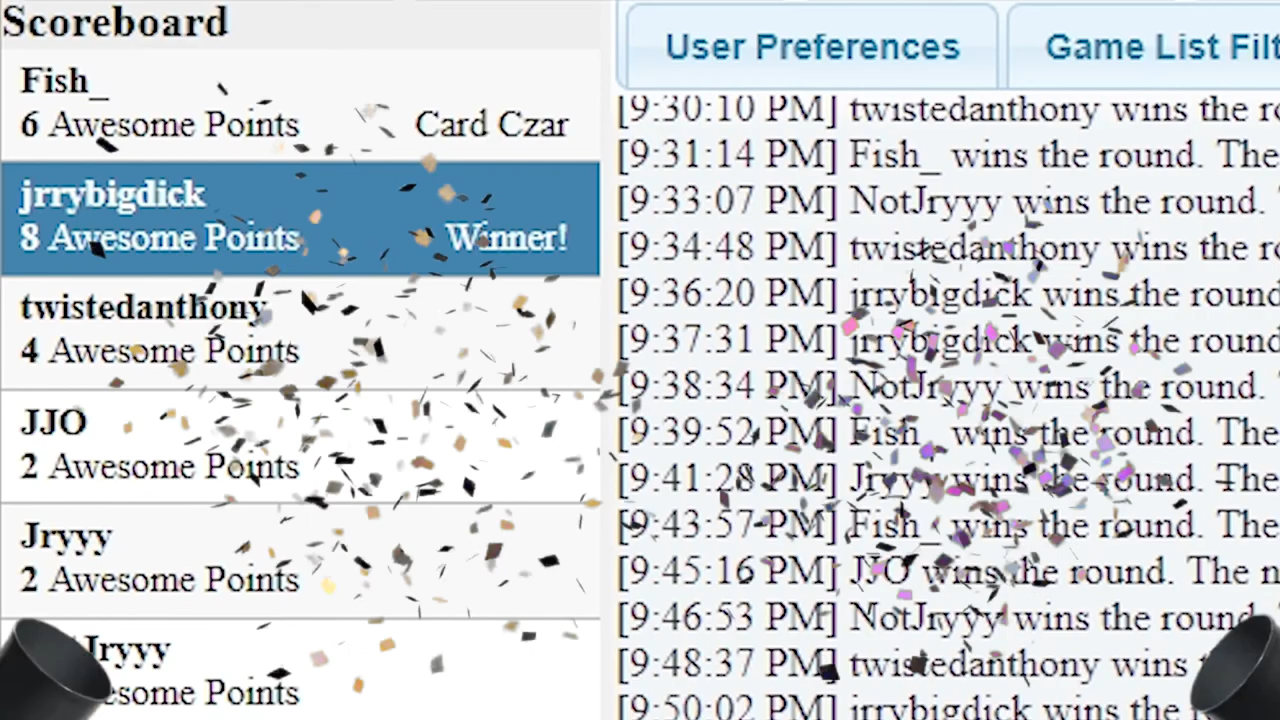 Scoreboard
Fish_
6 Awesome Points
Card Czar
jrrybigdick
8 Awesome Points
Winner!
twistedanthony
4 Awesome Points
JJO
2 Awesome Points
Jryyy
2 Awesome Points
Jryyy
Points
User Preferences
Game List
[9:30:10 PM] twistedanthony wins the
[9:31:14 PM] Fish_ wins the round. The
[9:33:07 PM] NotJryyy wins the round.
[9:34:48 PM] twistedanthony wins the
[9:36:20 PM] jrrybigdick wins the round
[9:37:31 PM] jrrybigdick wins the round
[9:38:34 PM] NotJryyy wins the round.
[9:39:52 PM] Fish_ wins the round. The
[9:41:28 PM] Jryyy wins the round. The
[9:43:57 PM] Fish_ wins the round. The
[9:45:16 PM] JJO wins the round. The
[9:46:53 PM] NotJryyy wins the round
[9:48:37 PM] twistedanthony wins
[9:50:02 PM] jrrybigdick wins the